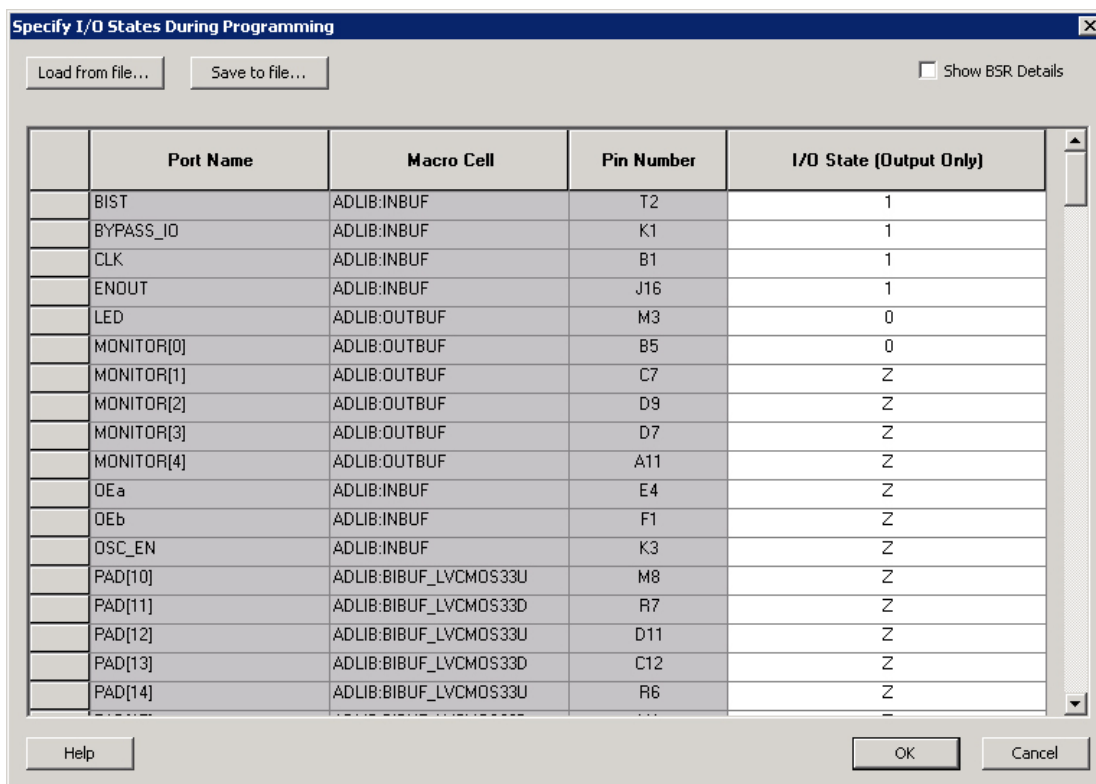 Specify I/O States During Programming
Load from file... Save to file... Show BSR Details
Port Name Macro Cell Pin Number I/O State (Output Only)
BIST ADLIB:INBUF T2 1
BYPASS_IO ADLIB:INBUF K1 1
CLK ADLIB:INBUF B1 1
ENOUT ADLIB:INBUF J16 1
LED ADLIB:OUTBUF M3 0
MONITOR[0] ADLIB:OUTBUF B5 0
MONITOR[1] ADLIB:OUTBUF C7 Z
MONITOR[2] ADLIB:OUTBUF D9 Z
MONITOR[3] ADLIB:OUTBUF D7 Z
MONITOR[4] ADLIB:OUTBUF A11 Z
OEa ADLIB:INBUF E4 Z
OEb ADLIB:INBUF F1 Z
OSC_EN ADLIB:INBUF K3 Z
PAD[10] ADLIB:BIBUF_LVCMOS33U M8 Z
PAD[11] ADLIB:BIBUF_LVCMOS33D R7 Z
PAD[12] ADLIB:BIBUF_LVCMOS33U D11 Z
PAD[13] ADLIB:BIBUF_LVCMOS33D C12 Z
PAD[14] ADLIB:BIBUF_LVCMOS33U R6 Z
Help OK Cancel